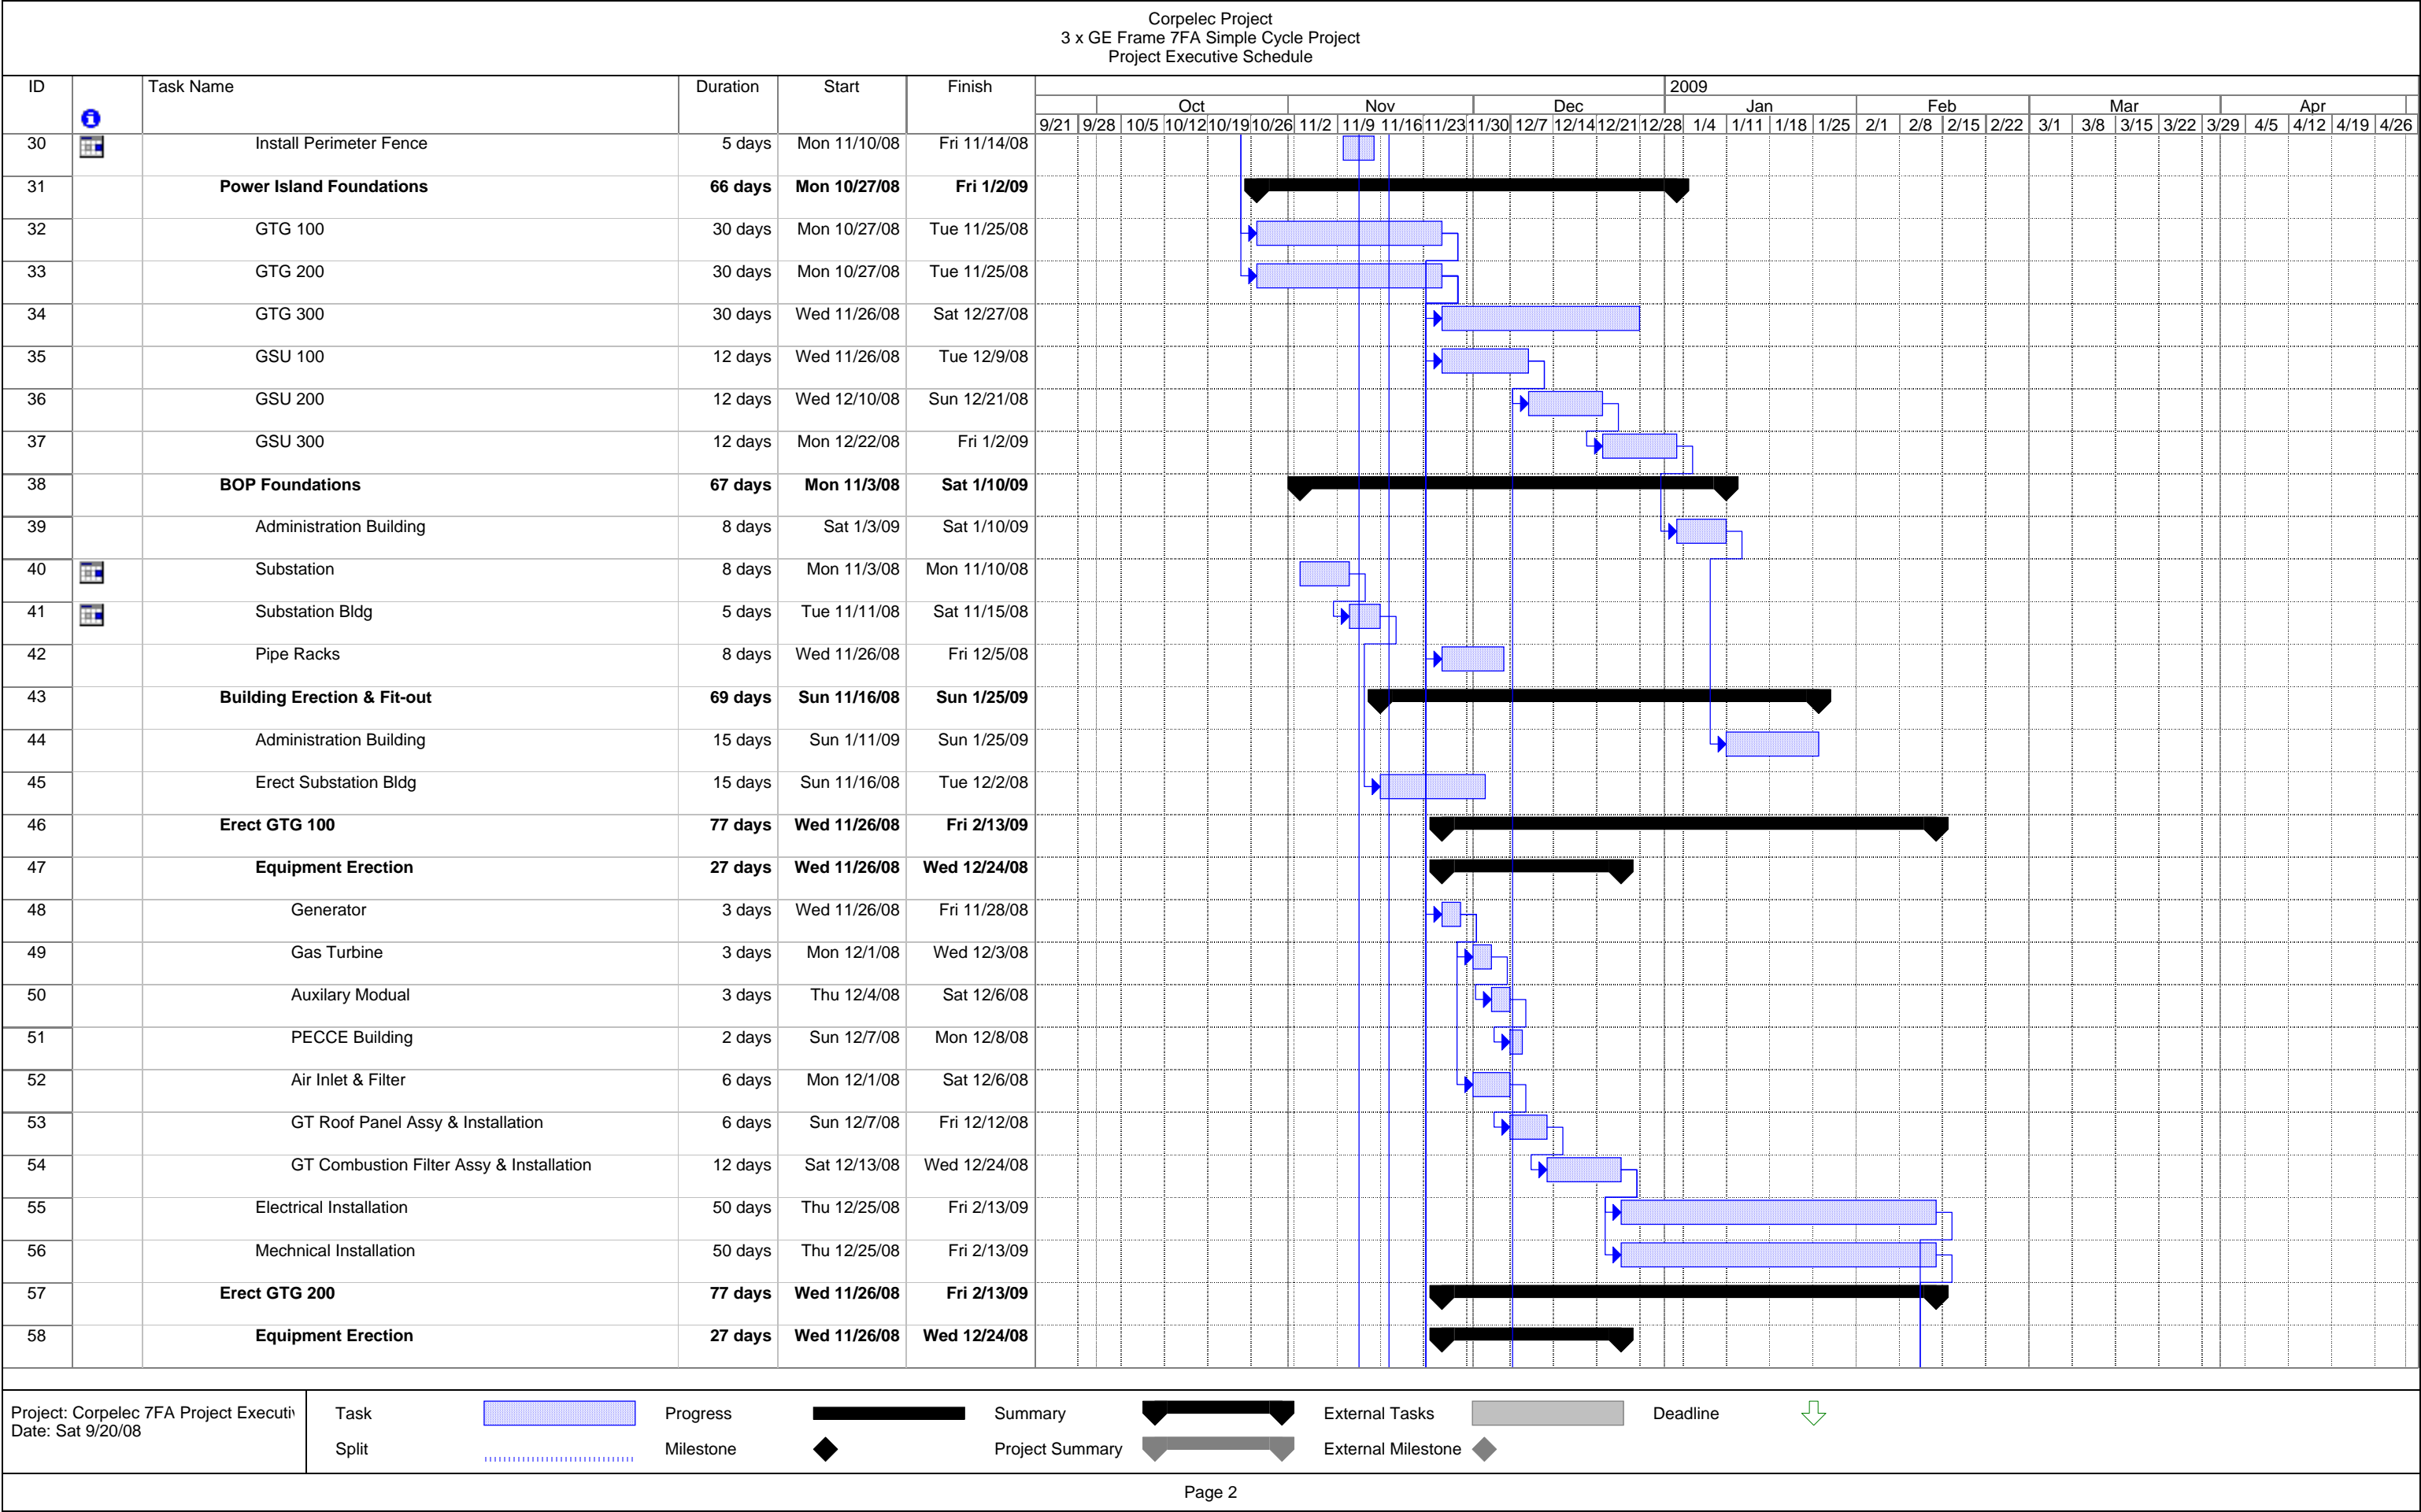 Corpelec Project
3 x GE Frame 7FA Simple Cycle Project
Project Executive Schedule
ID Task Name Duration Start Finish 2009
Oct Nov Dec Jan Feb Mar Apr
9/21 9/28 10/5 10/12 10/19 10/26 11/2 11/9 11/16 11/23 11/30 12/7 12/14 12/21 12/28 1/4 1/11 1/18 1/25 2/1 2/8 2/15 2/22 3/1 3/8 3/15 3/22 3/29 4/5 4/12 4/19 4/26
30 Install Perimeter Fence 5 days Mon 11/10/08 Fri 11/14/08
31 Power Island Foundations 66 days Mon 10/27/08 Fri 1/2/09
32 GTG 100 30 days Mon 10/27/08 Tue 11/25/08
33 GTG 200 30 days Mon 10/27/08 Tue 11/25/08
34 GTG 300 30 days Wed 11/26/08 Sat 12/27/08
35 GSU 100 12 days Wed 11/26/08 Tue 12/9/08
36 GSU 200 12 days Wed 12/10/08 Sun 12/21/08
37 GSU 300 12 days Mon 12/22/08 Fri 1/2/09
38 BOP Foundations 67 days Mon 11/3/08 Sat 1/10/09
39 Administration Building 8 days Sat 1/3/09 Sat 1/10/09
40 Substation 8 days Mon 11/3/08 Mon 11/10/08
41 Substation Bldg 5 days Tue 11/11/08 Sat 11/15/08
42 Pipe Racks 8 days Wed 11/26/08 Fri 12/5/08
43 Building Erection & Fit-out 69 days Sun 11/16/08 Sun 1/25/09
44 Administration Building 15 days Sun 1/11/09 Sun 1/25/09
45 Erect Substation Bldg 15 days Sun 11/16/08 Tue 12/2/08
46 Erect GTG 100 77 days Wed 11/26/08 Fri 2/13/09
47 Equipment Erection 27 days Wed 11/26/08 Wed 12/24/08
48 Generator 3 days Wed 11/26/08 Fri 11/28/08
49 Gas Turbine 3 days Mon 12/1/08 Wed 12/3/08
50 Auxilary Modual 3 days Thu 12/4/08 Sat 12/6/08
51 PECCE Building 2 days Sun 12/7/08 Mon 12/8/08
52 Air Inlet & Filter 6 days Mon 12/1/08 Sat 12/6/08
53 GT Roof Panel Assy & Installation 6 days Sun 12/7/08 Fri 12/12/08
54 GT Combustion Filter Assy & Installation 12 days Sat 12/13/08 Wed 12/24/08
55 Electrical Installation 50 days Thu 12/25/08 Fri 2/13/09
56 Mechnical Installation 50 days Thu 12/25/08 Fri 2/13/09
57 Erect GTG 200 77 days Wed 11/26/08 Fri 2/13/09
58 Equipment Erection 27 days Wed 11/26/08 Wed 12/24/08
Project: Corpelec 7FA Project Executiv
Date: Sat 9/20/08
Task Progress Summary External Tasks Deadline
Split Milestone Project Summary External Milestone
Page 2